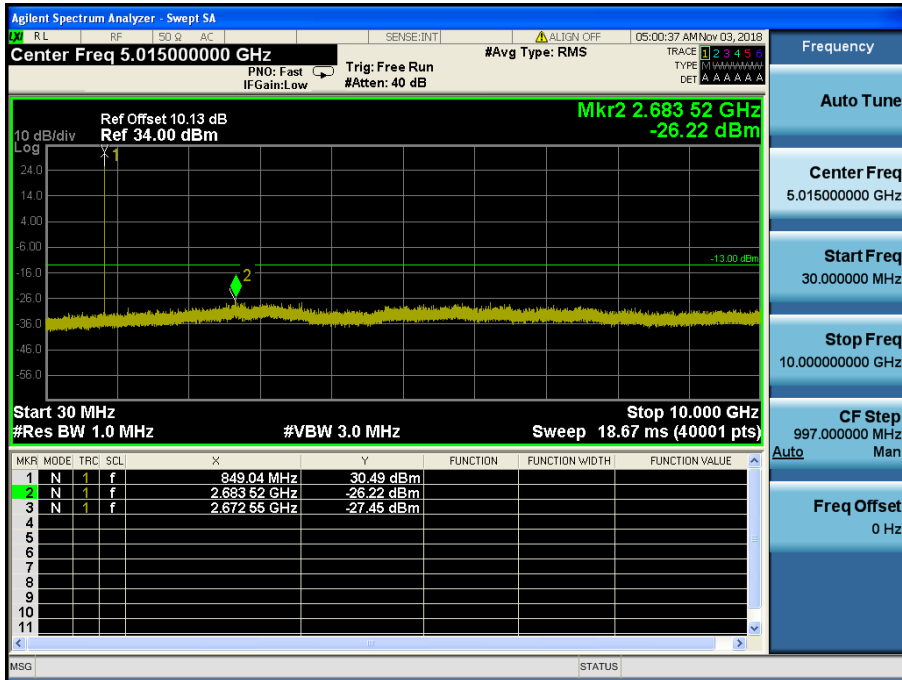 Agilent Spectrum Analyzer - Swept SA
LXI RL RF 50 Ω AC SENSE:INT ALIGN OFF 05:00:37 AM Nov 03, 2018
Center Freq 5.015000000 GHz #Avg Type: RMS TRACE 1 2 3 4 5 6
PNO: Fast Trig: Free Run TYPE M WWWWW
IFGain:Low #Atten: 40 dB DET A A A A A A
Mkr2 2.683 52 GHz
-26.22 dBm
Ref Offset 10.13 dB
10 dB/div Ref 34.00 dBm
Log
1
24.0
14.0
4.00
-6.00
-13.00 dBm
-16.0
2
-26.0
-36.0
-46.0
-56.0
Start 30 MHz Stop 10.000 GHz
#Res BW 1.0 MHz #VBW 3.0 MHz Sweep 18.67 ms (40001 pts)
MKR MODE TRC SCL X Y FUNCTION FUNCTION WIDTH FUNCTION VALUE
1 N 1 f 849.04 MHz 30.49 dBm
2 N 1 f 2.683 52 GHz -26.22 dBm
3 N 1 f 2.672 55 GHz -27.45 dBm
4
5
6
7
8
9
10
11
MSG STATUS
Frequency
Auto Tune
Center Freq
5.015000000 GHz
Start Freq
30.000000 MHz
Stop Freq
10.000000000 GHz
CF Step
997.000000 MHz
Auto Man
Freq Offset
0 Hz